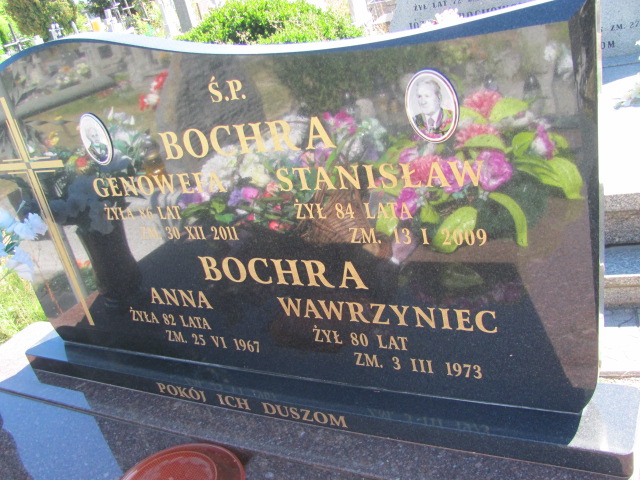 Ś.P.
BOCHRA
GENOWEFA STANISŁAW
ŻYŁA 86 LAT ŻYŁ 84 LATA
ZM. 30 XII 2011 ZM. 13 I 2009
BOCHRA
ANNA WAWRZYNIEC
ŻYŁA 82 LATA ŻYŁ 80 LAT
ZM. 25 VI 1967 ZM. 3 III 1973
POKÓJ ICH DUSZOM